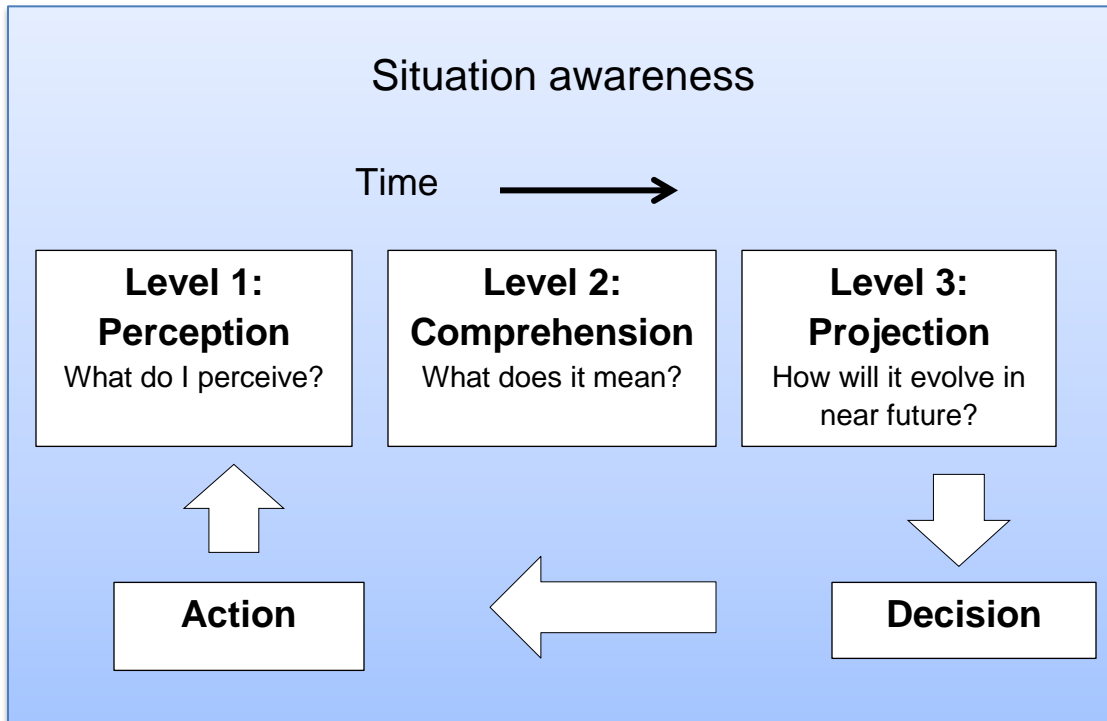 Situation awareness
Time
Level 1:
Perception
What do I perceive?
Level 2:
Comprehension
What does it mean?
Level 3:
Projection
How will it evolve in
near future?
Action
Decision